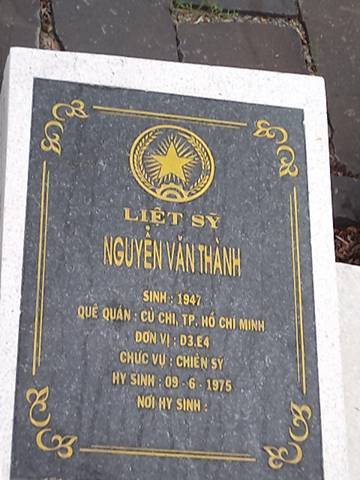 LIỆT SỸ
NGUYỄN VĂN THÀNH
SINH : 1947
QUÊ QUÁN : CỦ CHI, TP. HỒ CHÍ MINH
ĐƠN VỊ : D3.E4
CHỨC VỤ : CHIẾN SỸ
HY SINH : 09 - 6 - 1975
NƠI HY SINH :